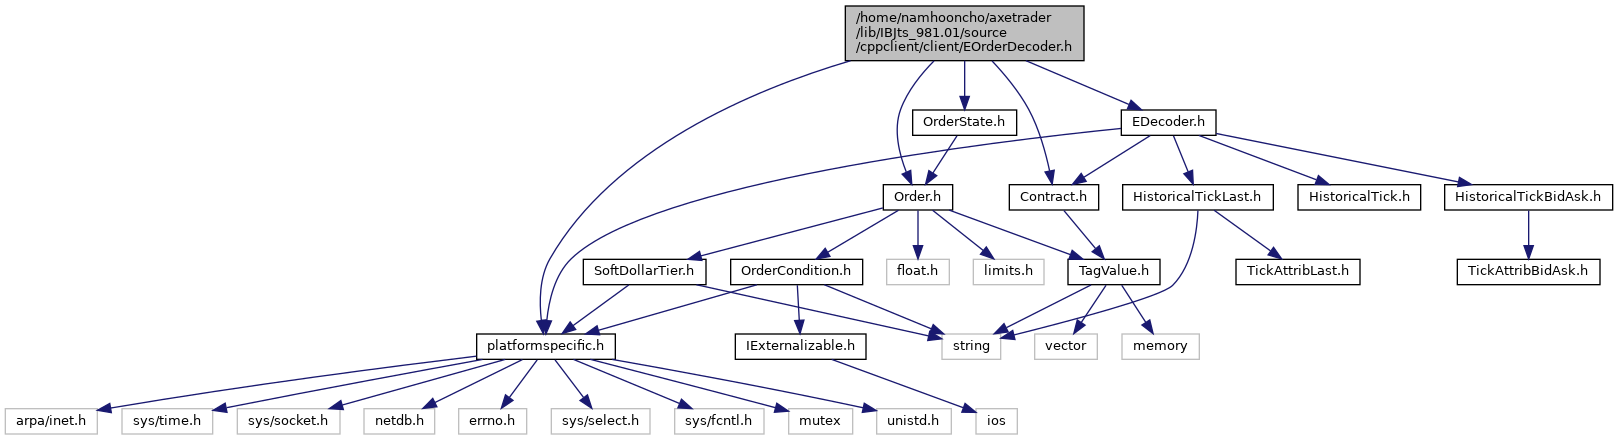 /home/namhooncho/axetrader
/lib/IBJts_981.01/source
/cppclient/client/EOrderDecoder.h
OrderState.h
EDecoder.h
Order.h
Contract.h
HistoricalTickLast.h
HistoricalTick.h
HistoricalTickBidAsk.h
SoftDollarTier.h
OrderCondition.h
float.h
limits.h
TagValue.h
TickAttribLast.h
TickAttribBidAsk.h
platformspecific.h
IExternalizable.h
string
vector
memory
arpa/inet.h
sys/time.h
sys/socket.h
netdb.h
errno.h
sys/select.h
sys/fcntl.h
mutex
unistd.h
ios